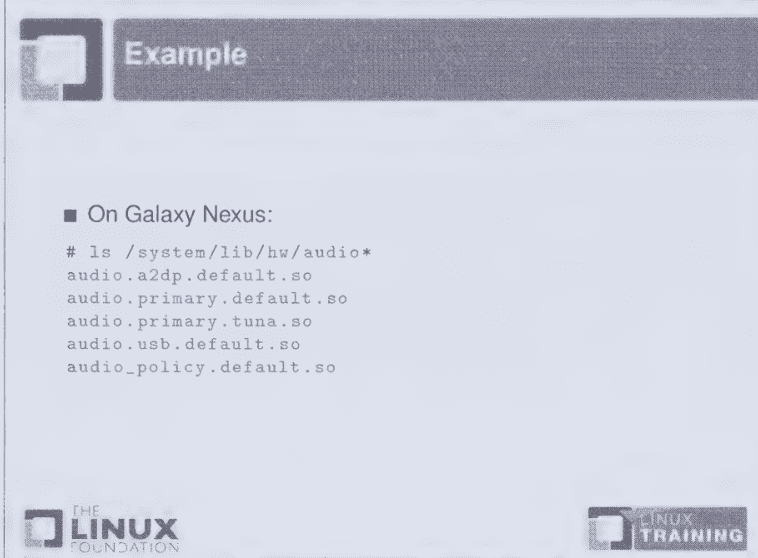 Example
■ On Galaxy Nexus:
# ls /system/lib/hw/audio*
audio.a2dp.default.so
audio.primary.default.so
audio.primary.tuna.so
audio.usb.default.so
audio_policy.default.so
THE
LINUX
FOUNDATION
LINUX
TRAINING